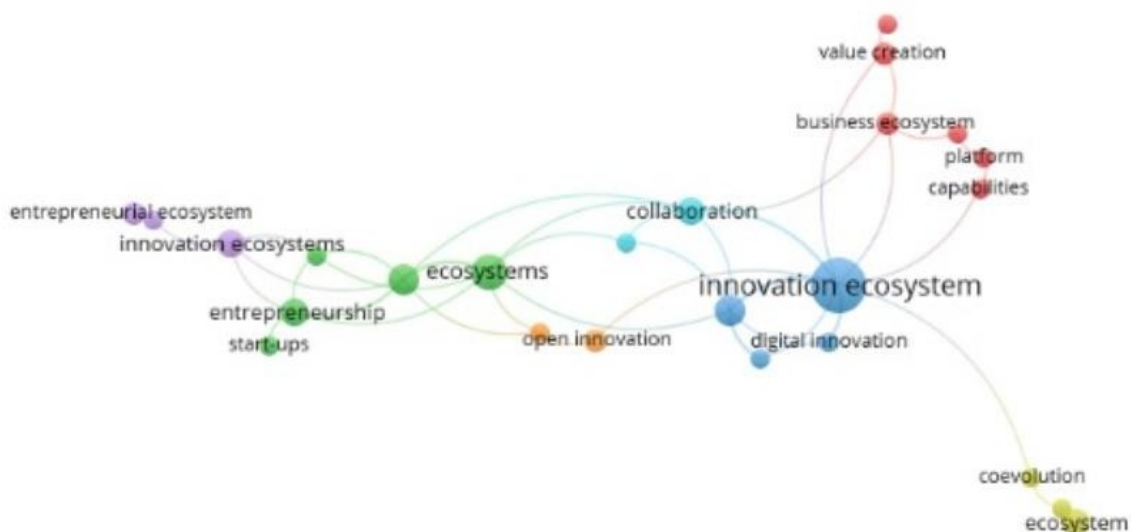 value creation
business ecosystem
platform
capabilities
entrepreneurial ecosystem
collaboration
innovation ecosystems
ecosystems
innovation ecosystem
entrepreneurship
open innovation
digital innovation
start-ups
coevolution
ecosystem